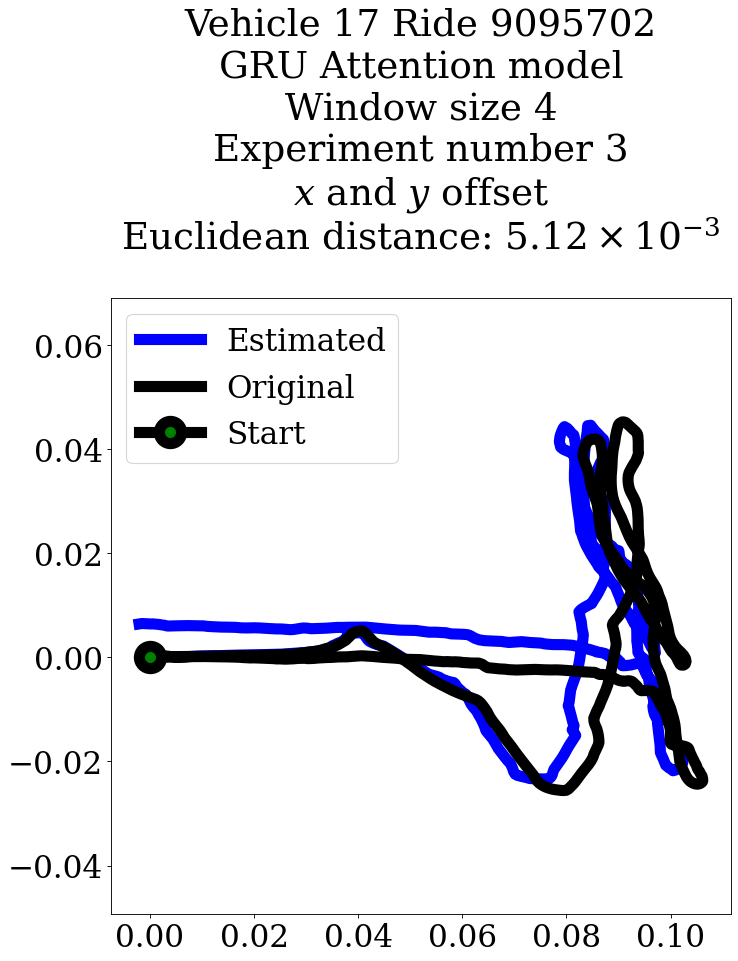 Vehicle 17 Ride 9095702
GRU Attention model
Window size 4
Experiment number 3
x and y offset
Euclidean distance: 5.12 × 10⁻³
Estimated
Original
Start
0.06
0.04
0.02
0.00
−0.02
−0.04
0.00 0.02 0.04 0.06 0.08 0.10